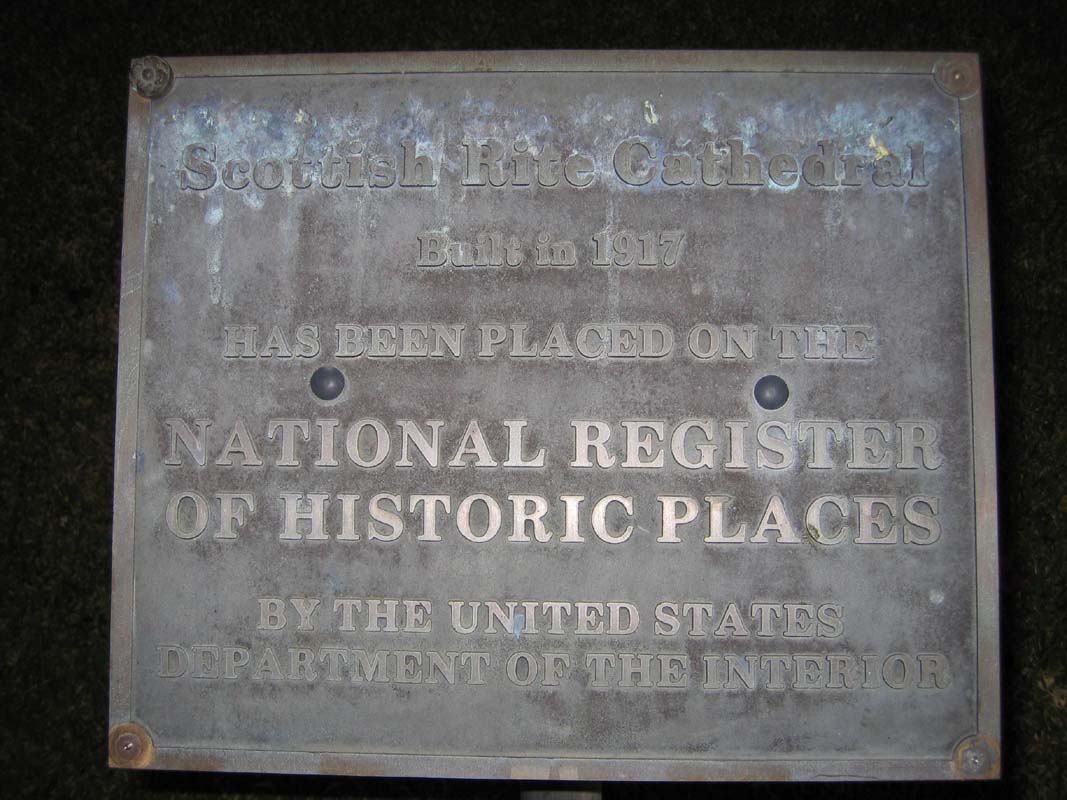 Scottish Rite Cathedral
Built in 1917
HAS BEEN PLACED ON THE
NATIONAL REGISTER
OF HISTORIC PLACES
BY THE UNITED STATES
DEPARTMENT OF THE INTERIOR